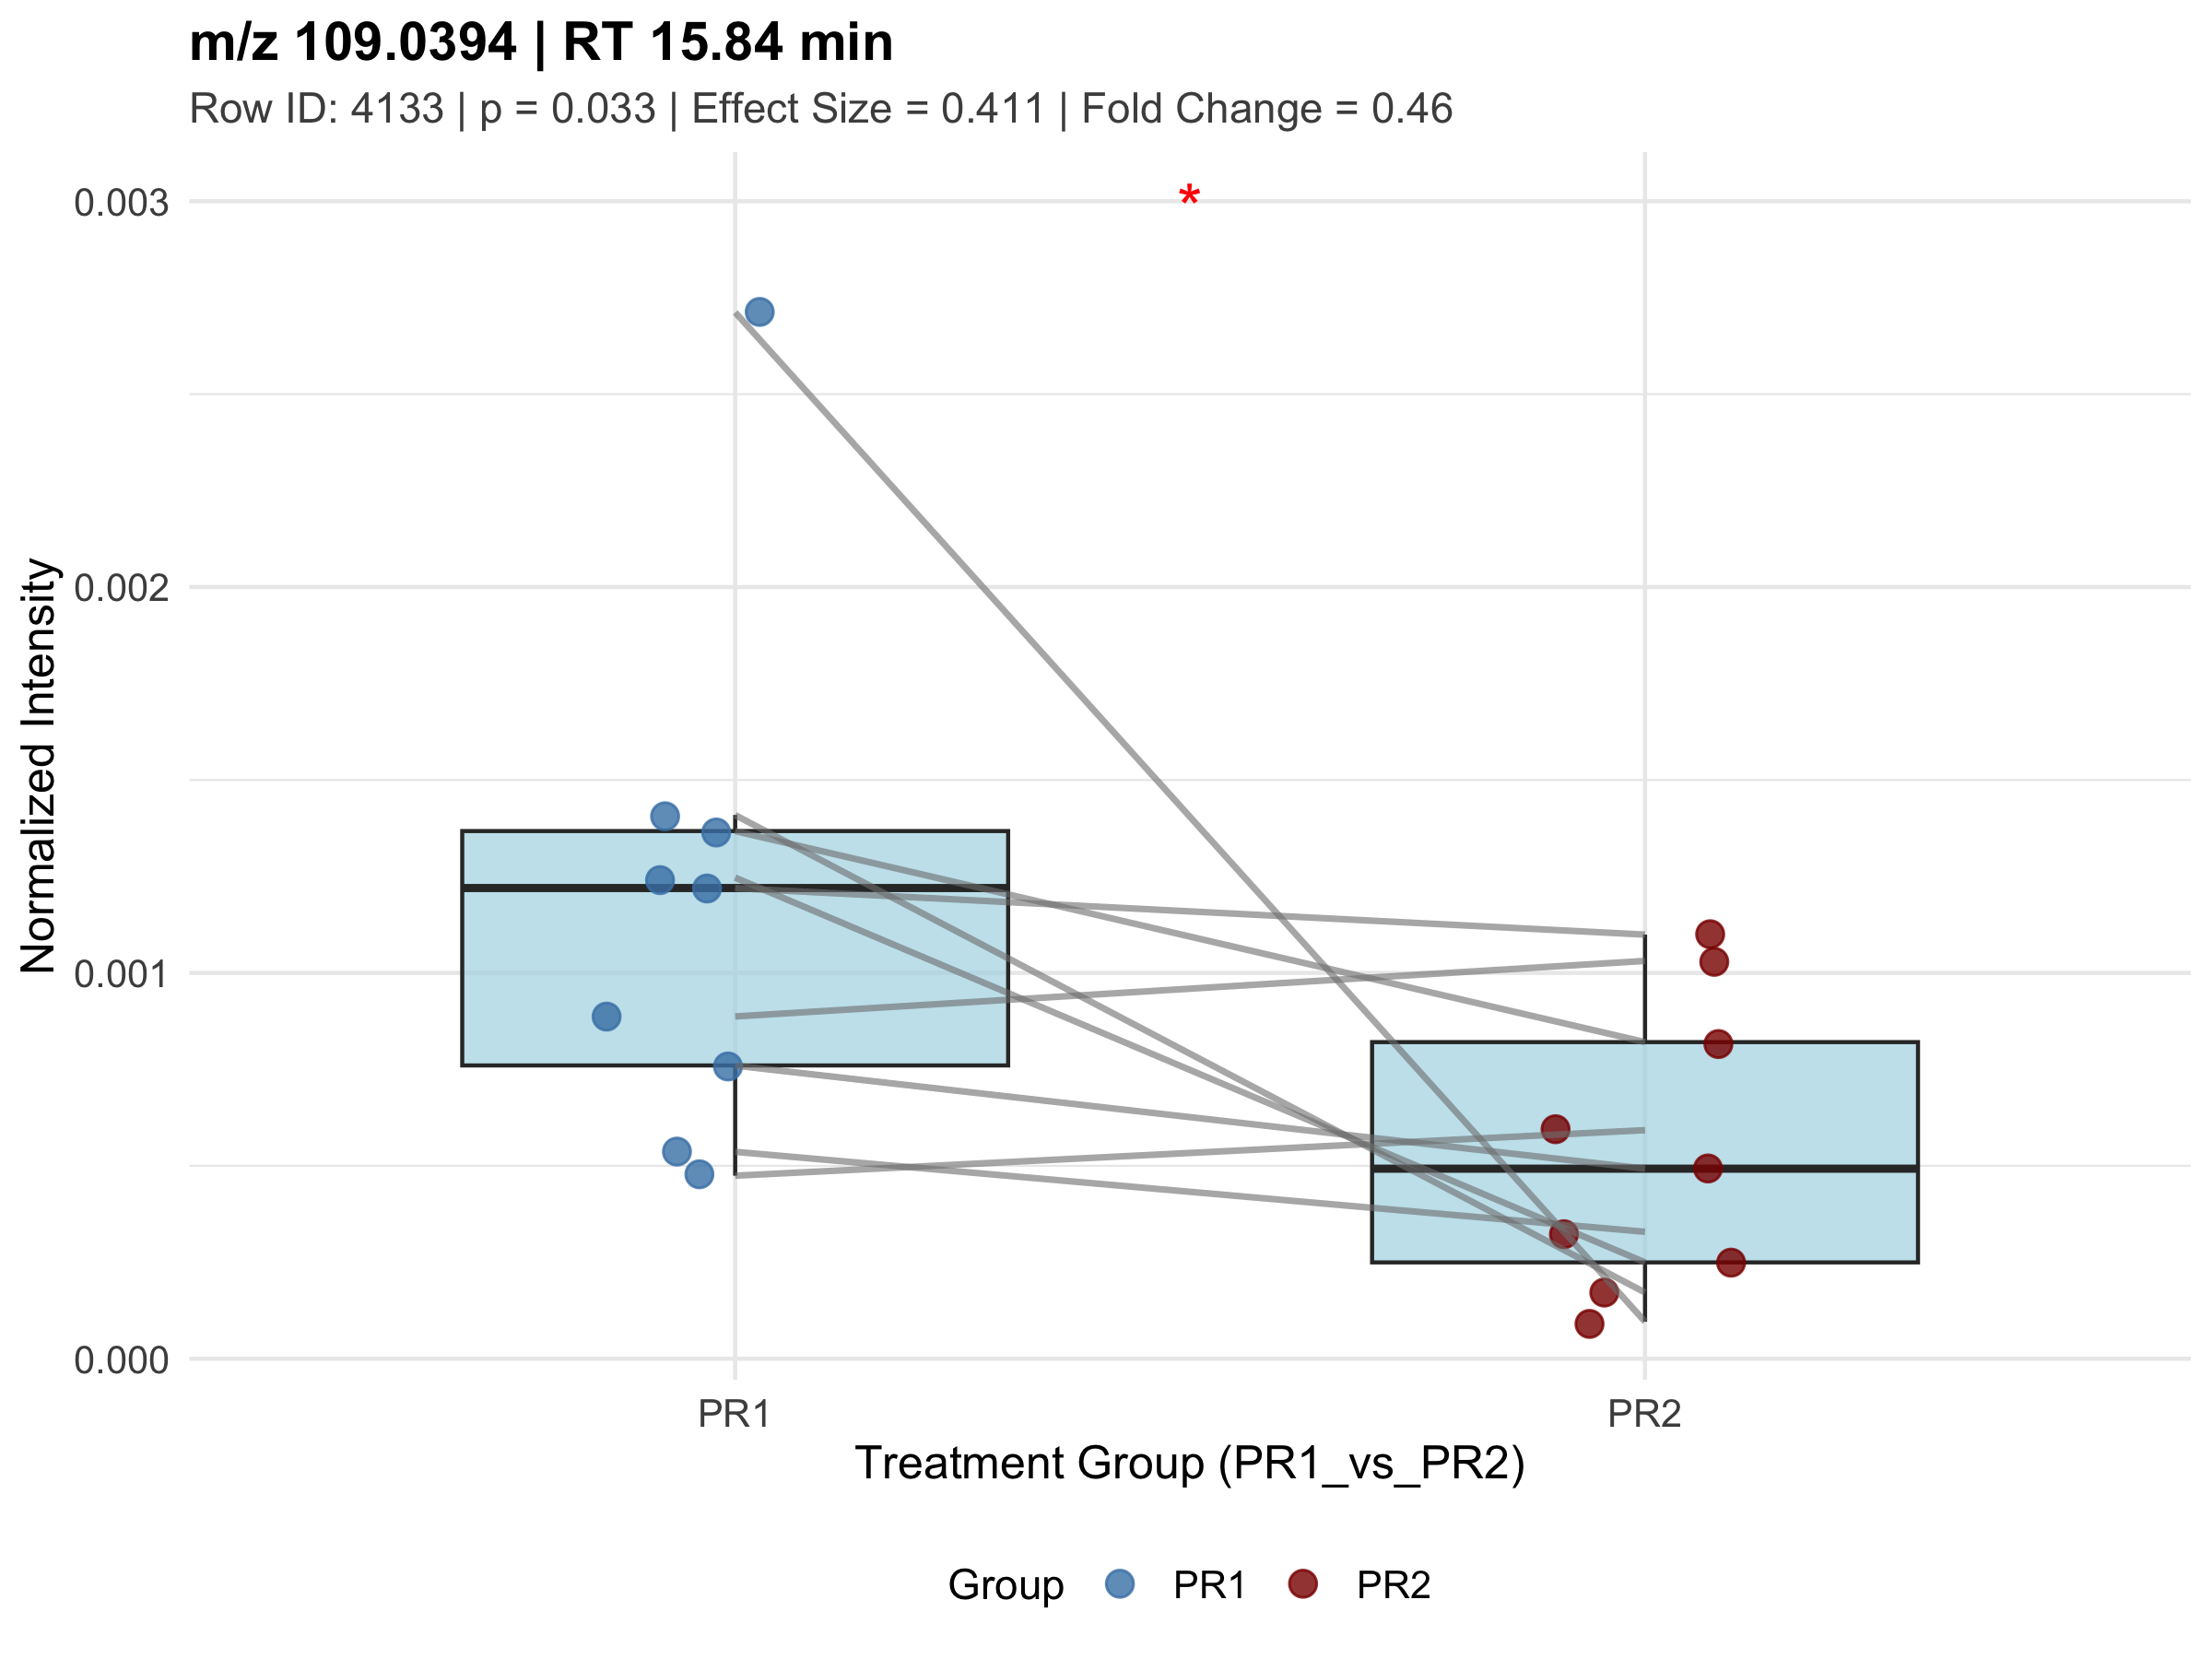 m/z 109.0394 | RT 15.84 min
Row ID: 4133 | p = 0.033 | Effect Size = 0.411 | Fold Change = 0.46
*
0.003
0.002
0.001
0.000
Normalized Intensity
PR1
PR2
Treatment Group (PR1_vs_PR2)
Group PR1 PR2